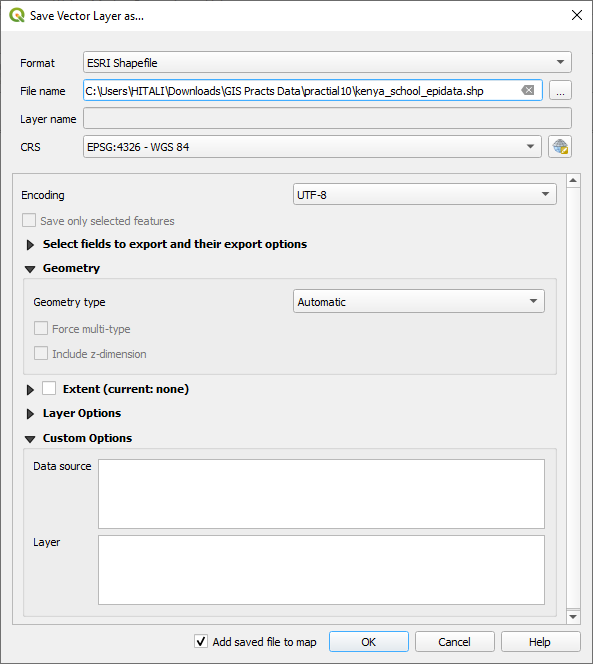 Save Vector Layer as...
Format ESRI Shapefile
File name C:\Users\HITALI\Downloads\GIS Practs Data\practial10\kenya_school_epidata.shp ...
Layer name
CRS EPSG:4326 - WGS 84
Encoding UTF-8
Save only selected features
Select fields to export and their export options
Geometry
Geometry type Automatic
Force multi-type
Include z-dimension
Extent (current: none)
Layer Options
Custom Options
Data source
Layer
Add saved file to map OK Cancel Help